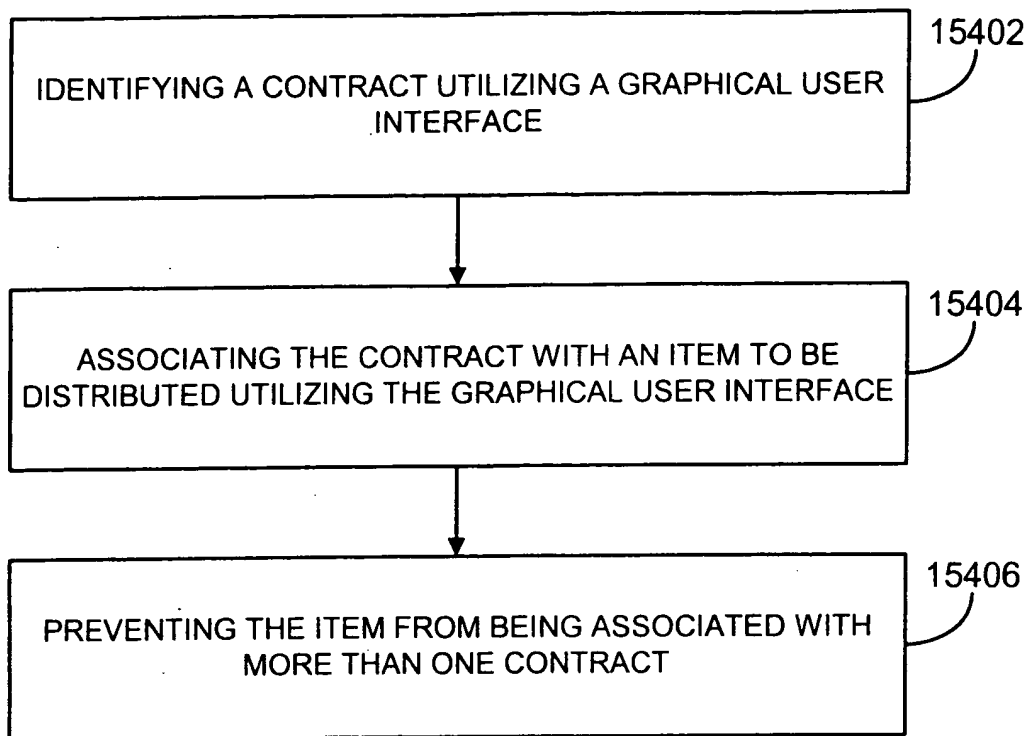 15402
IDENTIFYING A CONTRACT UTILIZING A GRAPHICAL USER
INTERFACE
15404
ASSOCIATING THE CONTRACT WITH AN ITEM TO BE
DISTRIBUTED UTILIZING THE GRAPHICAL USER INTERFACE
15406
PREVENTING THE ITEM FROM BEING ASSOCIATED WITH
MORE THAN ONE CONTRACT